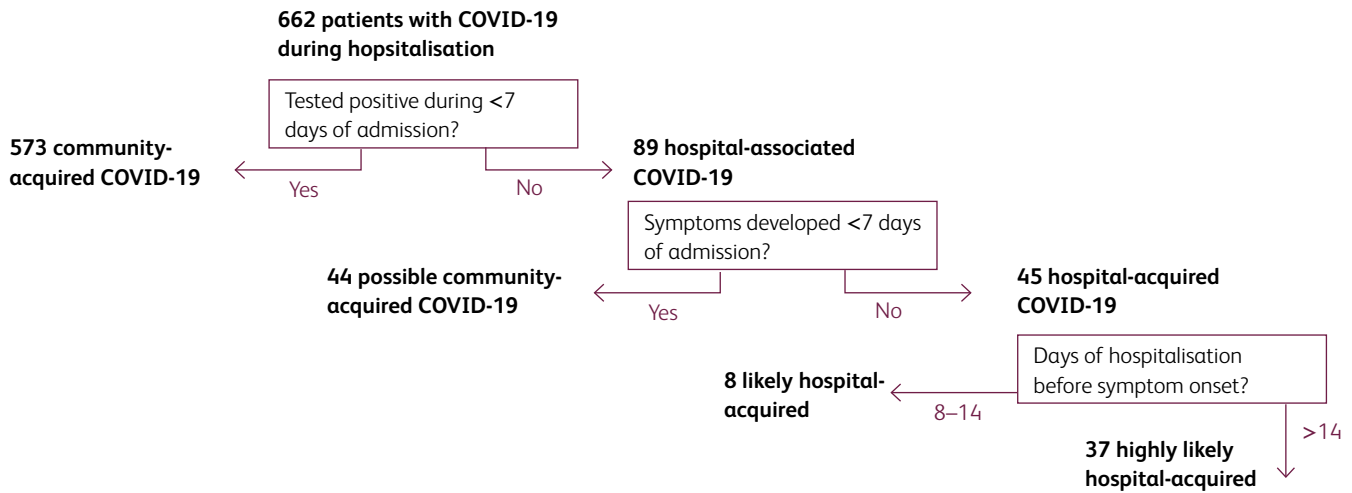 662 patients with COVID-19
during hopsitalisation
Tested positive during <7
days of admission?
573 community-
acquired COVID-19
Yes
No
89 hospital-associated
COVID-19
Symptoms developed <7 days
of admission?
44 possible community-
acquired COVID-19
Yes
No
45 hospital-acquired
COVID-19
Days of hospitalisation
before symptom onset?
8 likely hospital-
acquired
8–14
>14
37 highly likely
hospital-acquired